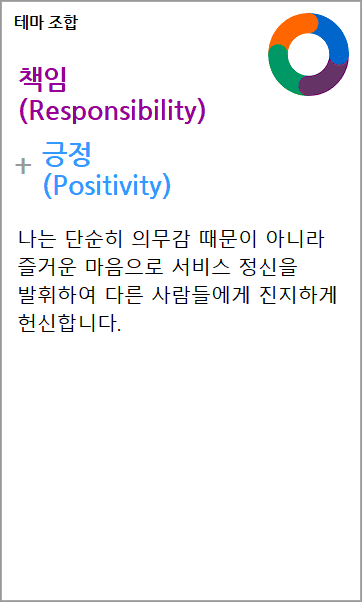 테마 조합
책임
(Responsibility)
+ 긍정
(Positivity)
나는 단순히 의무감 때문이 아니라
즐거운 마음으로 서비스 정신을
발휘하여 다른 사람들에게 진지하게
헌신합니다.